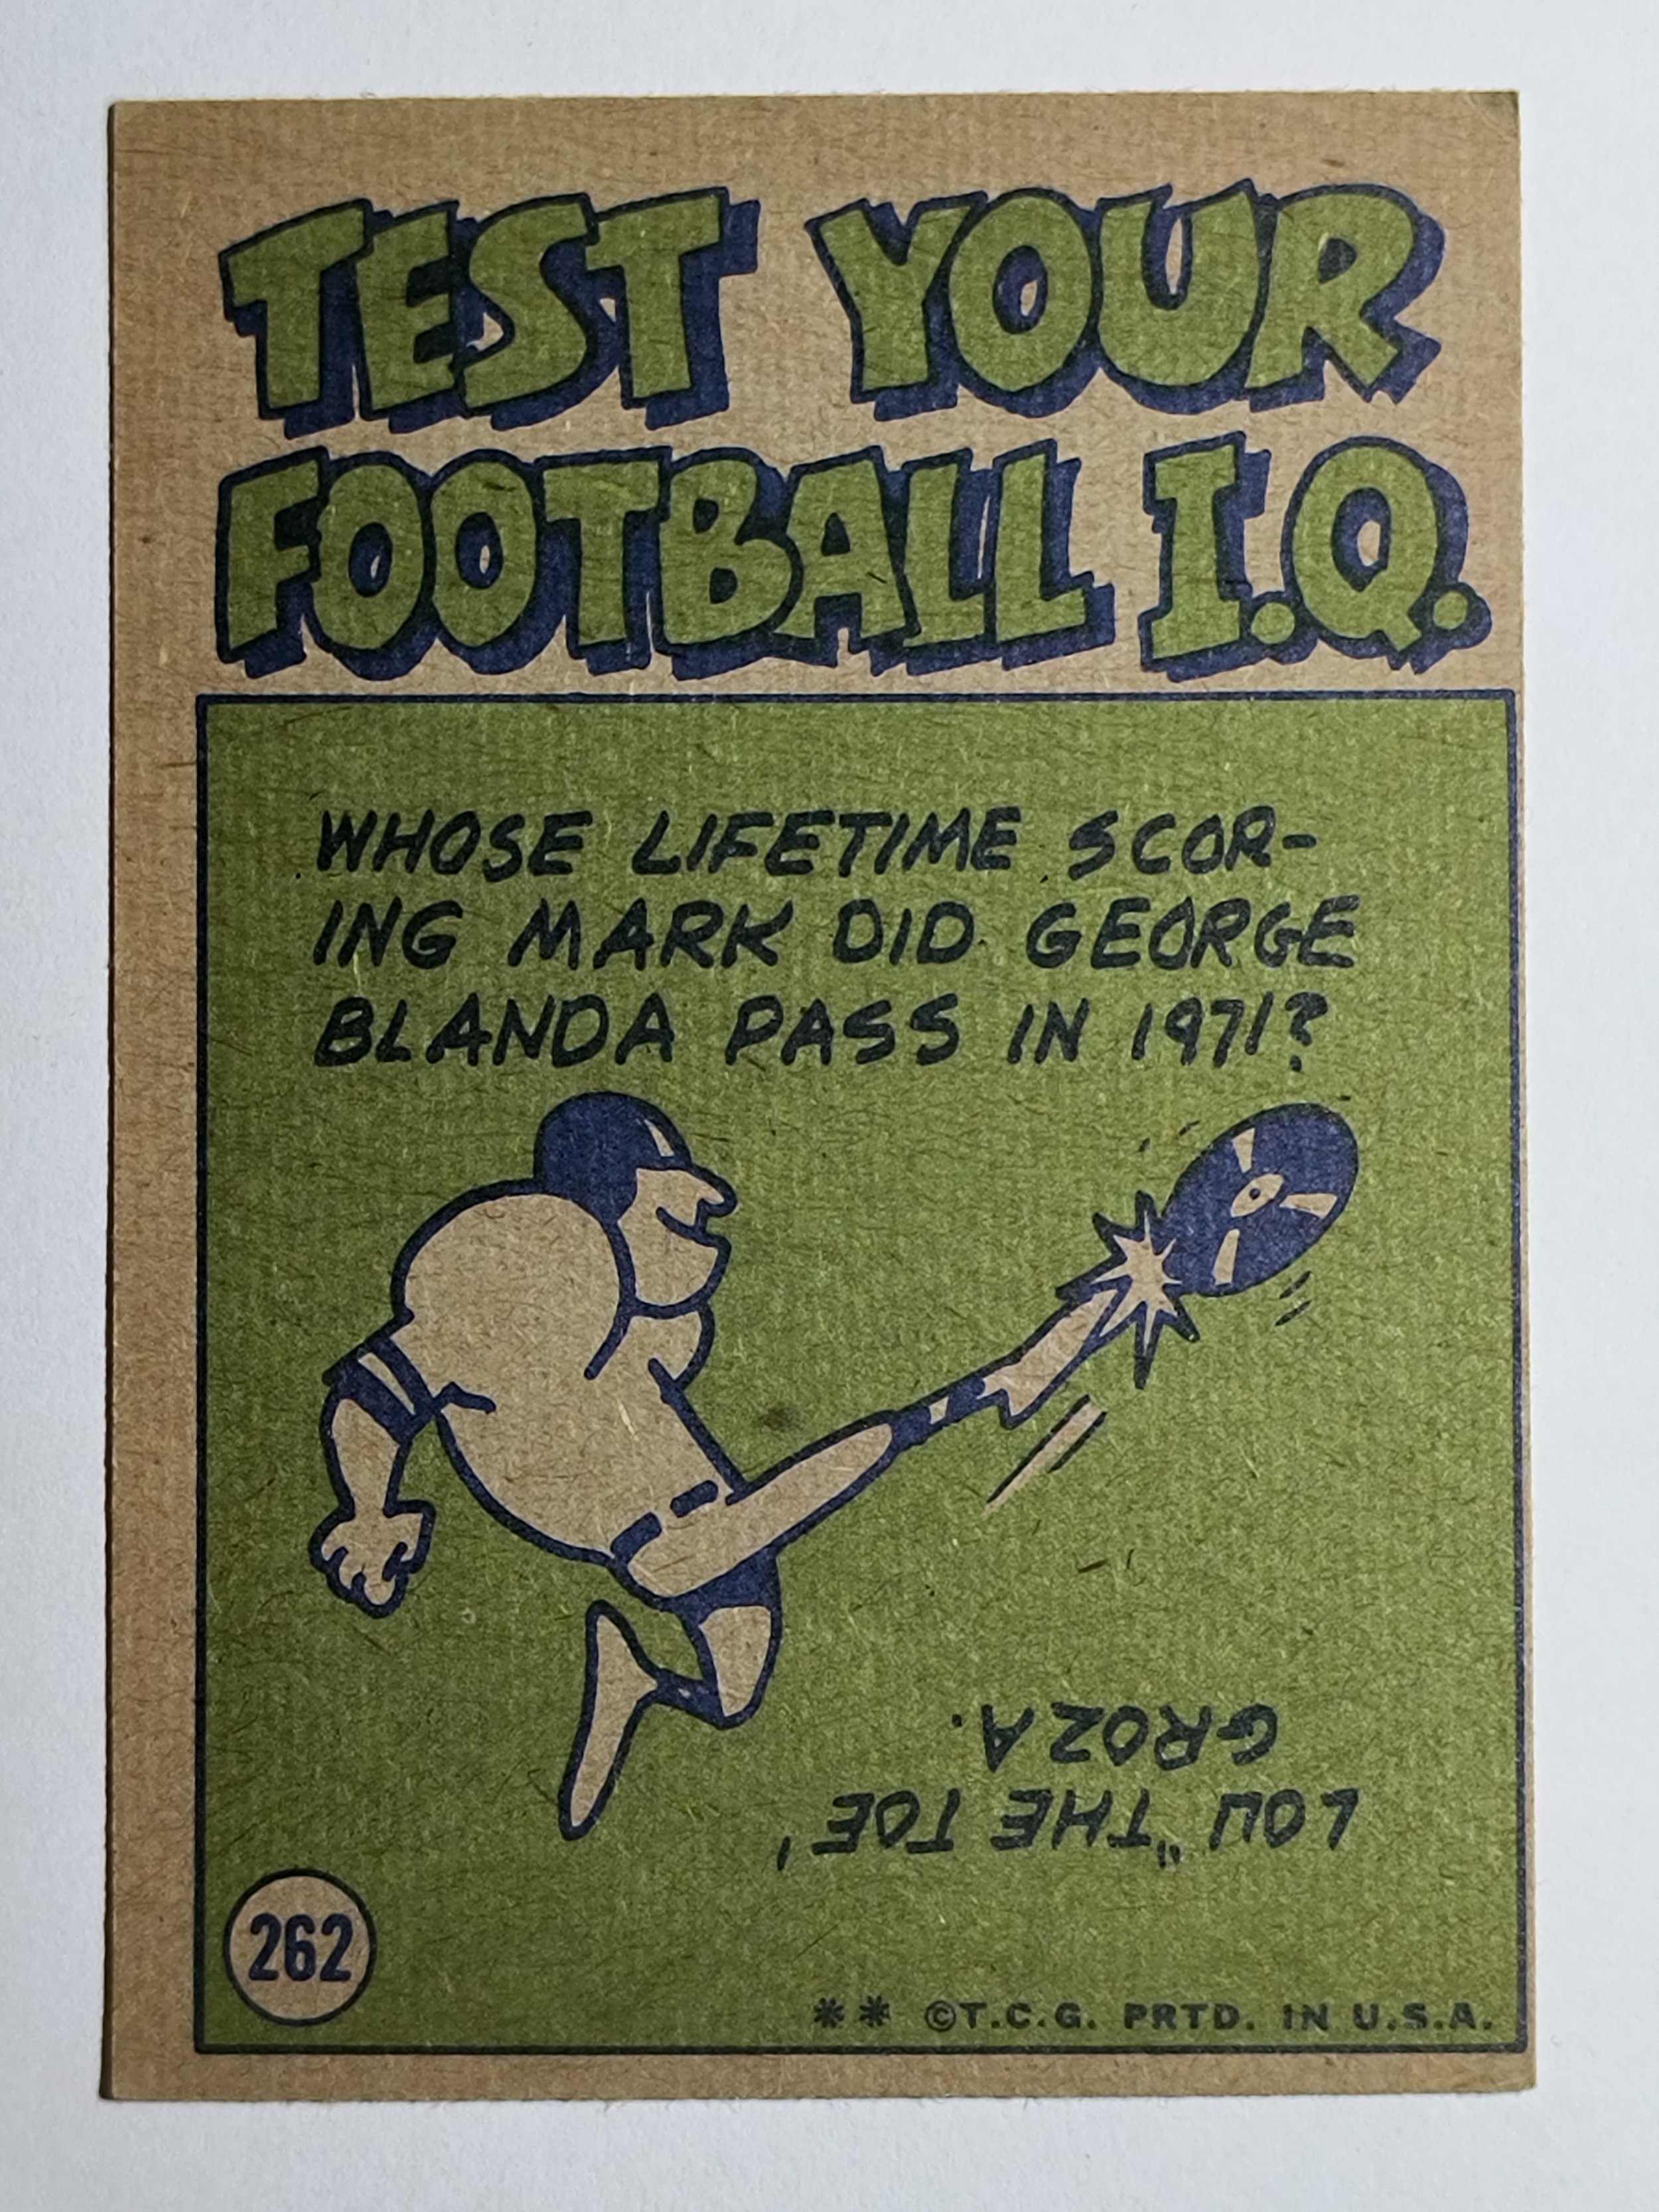 TEST YOUR
FOOTBALL I.Q.
WHOSE LIFETIME SCOR-
ING MARK DID GEORGE
BLANDA PASS IN 1971?
LOU "THE TOE'
GROZA.
262
** ©T.C.G. PRTD. IN U.S.A.